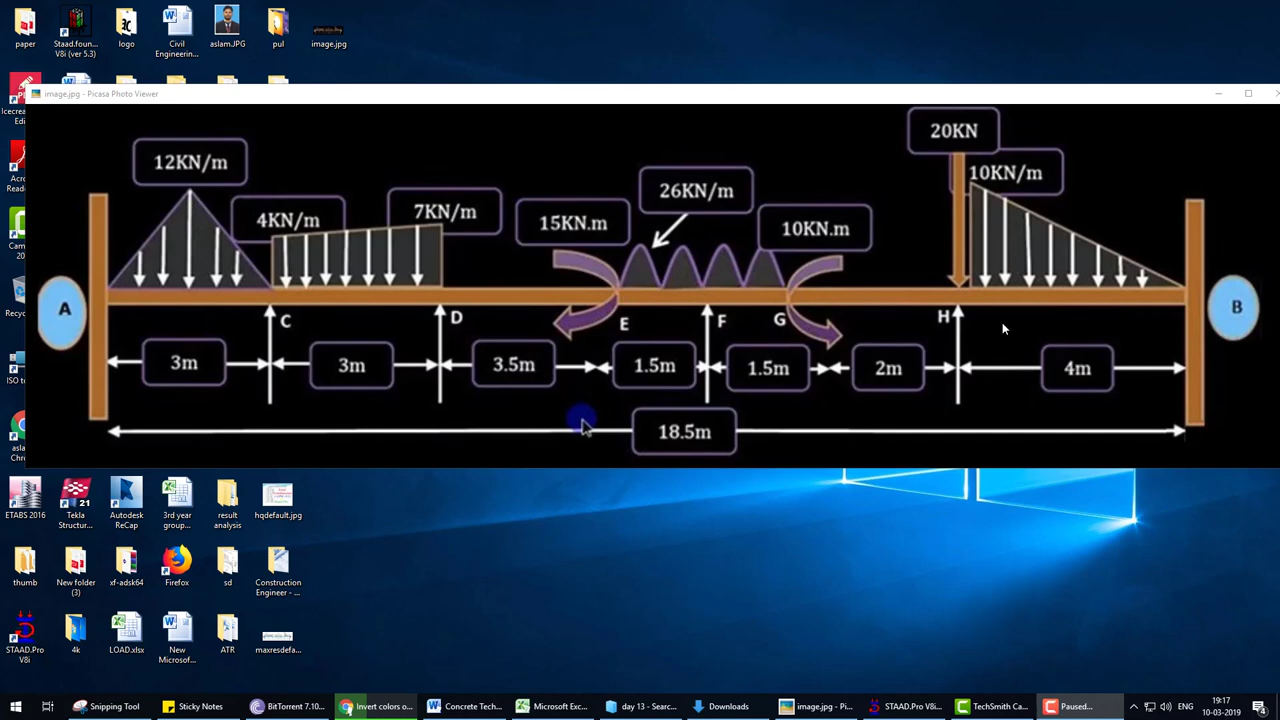 paper
Staad.foun...
V8i (ver 5.3)
logo
Civil
Engineerin...
aslam.JPG
pul
image.jpg
image.jpg - Picasa Photo Viewer
12KN/m
4KN/m
7KN/m
15KN.m
26KN/m
10KN.m
20KN
10KN/m
A
C
D
E
F
G
H
B
3m
3m
3.5m
1.5m
1.5m
2m
4m
18.5m
ETABS 2016
Tekla
Structur...
Autodesk
ReCap
3rd year
group...
result
analysis
hqdefault.jpg
thumb
New folder
(3)
xf-adsk64
Firefox
sd
Construction
Engineer - ...
STAAD.Pro
V8i
4k
LOAD.xlsx
New
Microsof...
ATR
maxresdefa...
Snipping Tool
Sticky Notes
BitTorrent 7.10...
Invert colors o...
Concrete Tech...
Microsoft Exc...
day 13 - Searc...
Downloads
image.jpg - Pi...
STAAD.Pro V8i...
TechSmith Ca...
Paused...
19:17
10-03-2019
4